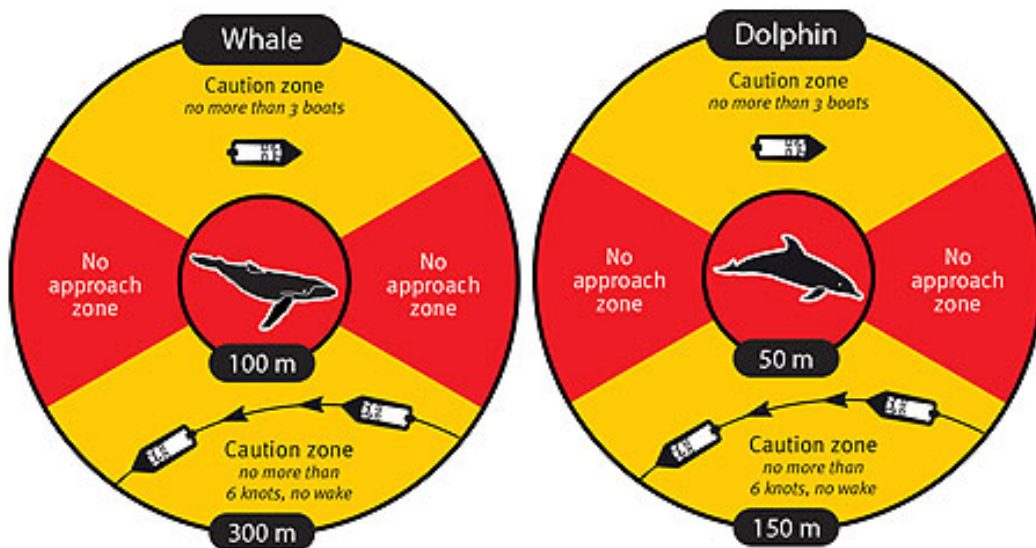 Whale
Caution zone
no more than 3 boats
No
approach
zone
No
approach
zone
100 m
Caution zone
no more than
6 knots, no wake
300 m
Dolphin
Caution zone
no more than 3 boats
No
approach
zone
No
approach
zone
50 m
Caution zone
no more than
6 knots, no wake
150 m